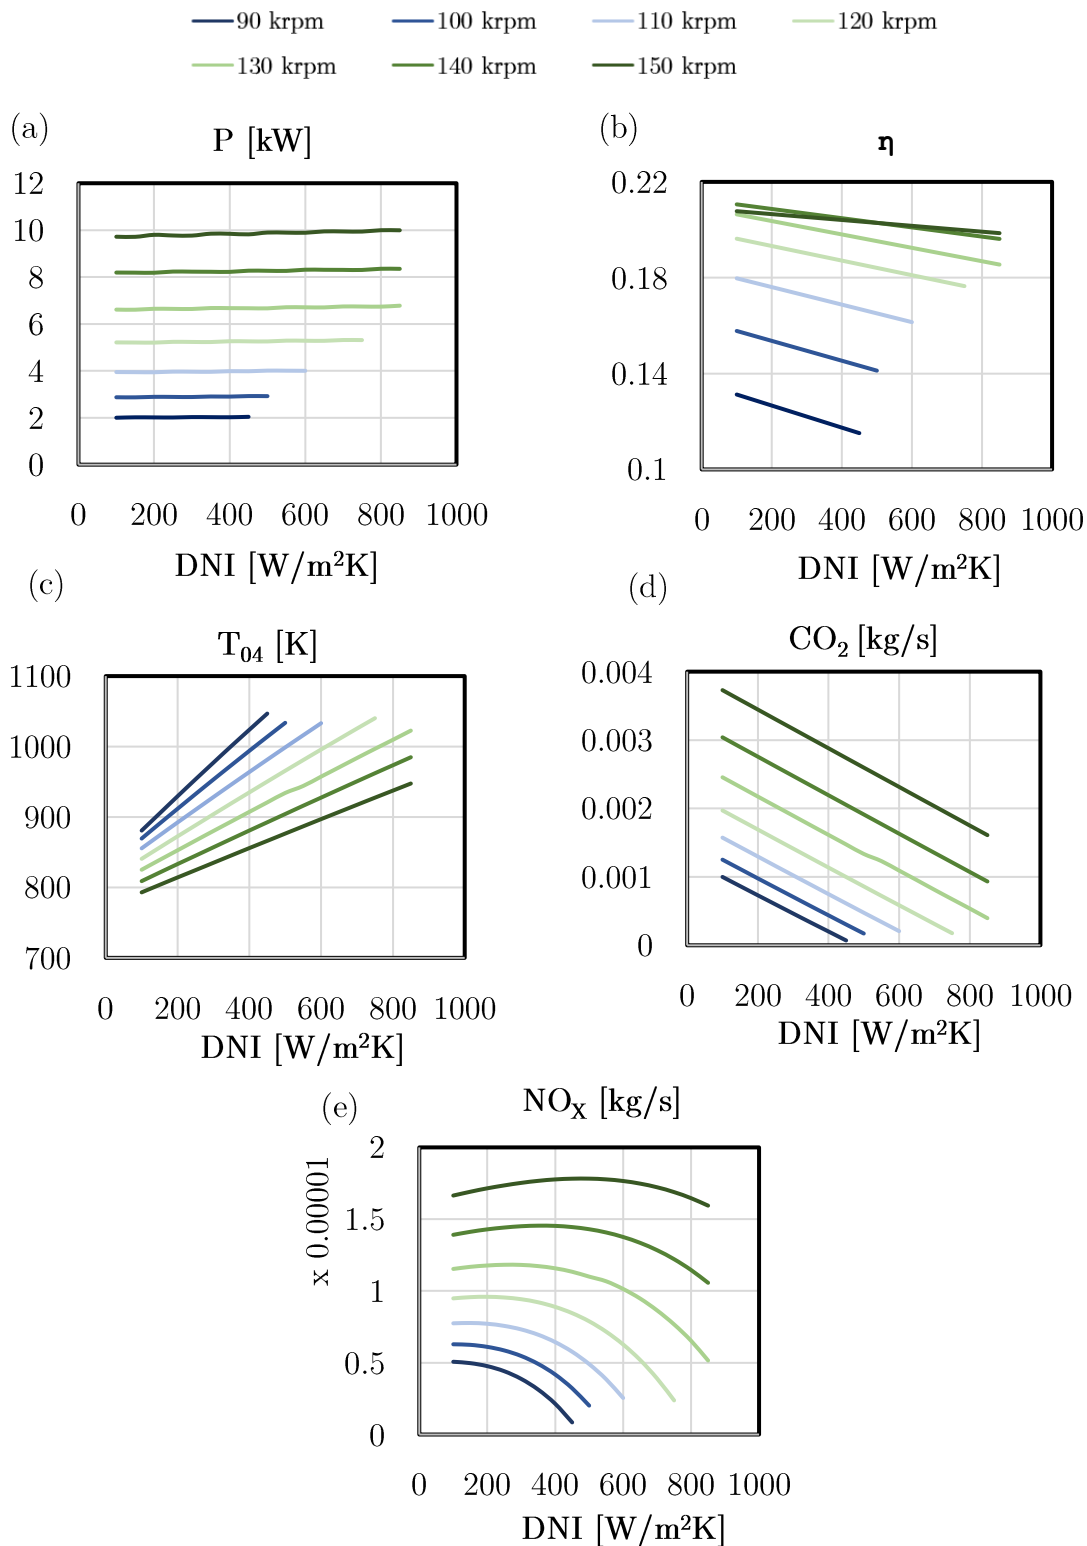 90 krpm 100 krpm 110 krpm 120 krpm
130 krpm 140 krpm 150 krpm
(a)
P [kW]
12
10
8
6
4
2
0
0 200 400 600 800 1000
DNI [W/m²K]
(b)
η
0.22
0.18
0.14
0.1
0 200 400 600 800 1000
DNI [W/m²K]
(c)
T₀₄ [K]
1100
1000
900
800
700
0 200 400 600 800 1000
DNI [W/m²K]
(d)
CO₂ [kg/s]
0.004
0.003
0.002
0.001
0
0 200 400 600 800 1000
DNI [W/m²K]
(e)
NOₓ [kg/s]
x 0.00001
2
1.5
1
0.5
0
0 200 400 600 800 1000
DNI [W/m²K]